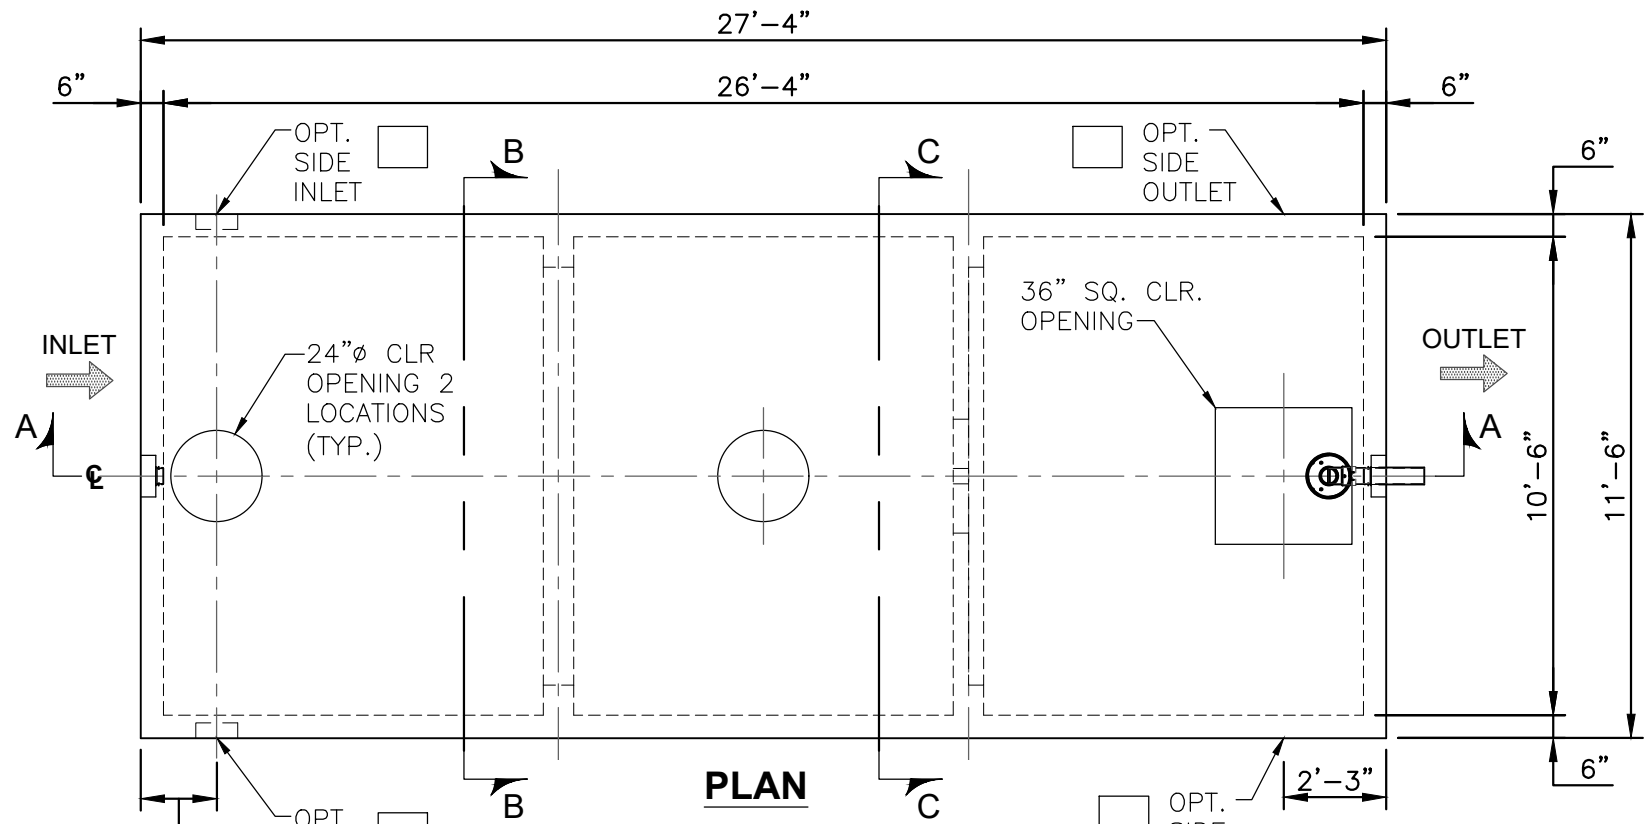 27'-4"
6"
26'-4"
6"
OPT.
SIDE
INLET
B
C
OPT.
SIDE
OUTLET
6"
36" SQ. CLR.
OPENING
INLET
24"ø CLR
OPENING 2
LOCATIONS
(TYP.)
OUTLET
A
A
℄
10'-6"
11'-6"
PLAN
2'-3"
6"
OPT.
B
C
OPT.
SIDE